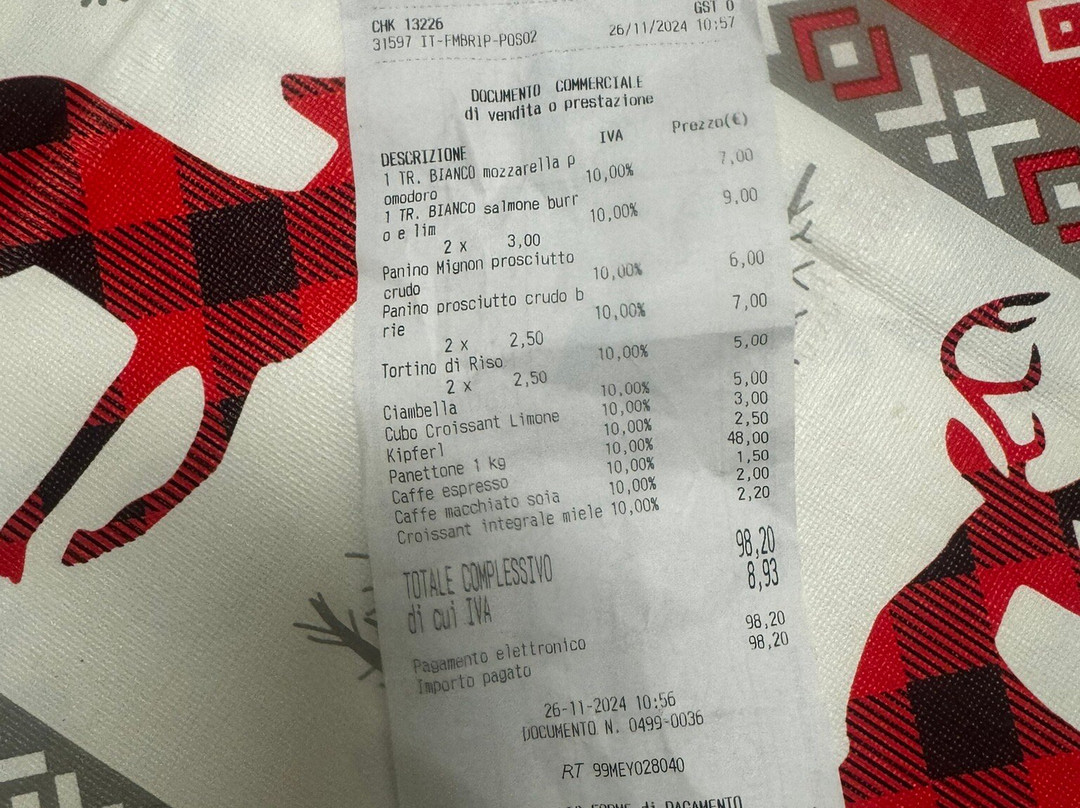 GST 0
CHK 13226
31597 IT-FMBR1P-POS02 26/11/2024 10:57
DOCUMENTO COMMERCIALE
di vendita o prestazione
DESCRIZIONE IVA Prezzo(€)
1 TR. BIANCO mozzarella p 10,00% 7,00
omodoro
1 TR. BIANCO salmone burr 10,00% 9,00
o e lim
2 x 3,00
Panino Mignon prosciutto 10,00% 6,00
crudo
Panino prosciutto crudo b 10,00% 7,00
rie
2 x 2,50
Tortino di Riso 10,00% 5,00
2 x 2,50
Ciambella 10,00% 5,00
Cubo Croissant Limone 10,00% 3,00
Kipferl 10,00% 2,50
Panettone 1 kg 10,00% 48,00
Caffe espresso 10,00% 1,50
Caffe macchiato soia 10,00% 2,00
Croissant integrale miele 10,00% 2,20
TOTALE COMPLESSIVO 98,20
di cui IVA 8,93
Pagamento elettronico 98,20
Importo pagato 98,20
26-11-2024 10:56
DOCUMENTO N. 0499-0036
RT 99MEY028040
FORME di PAGAMENTO